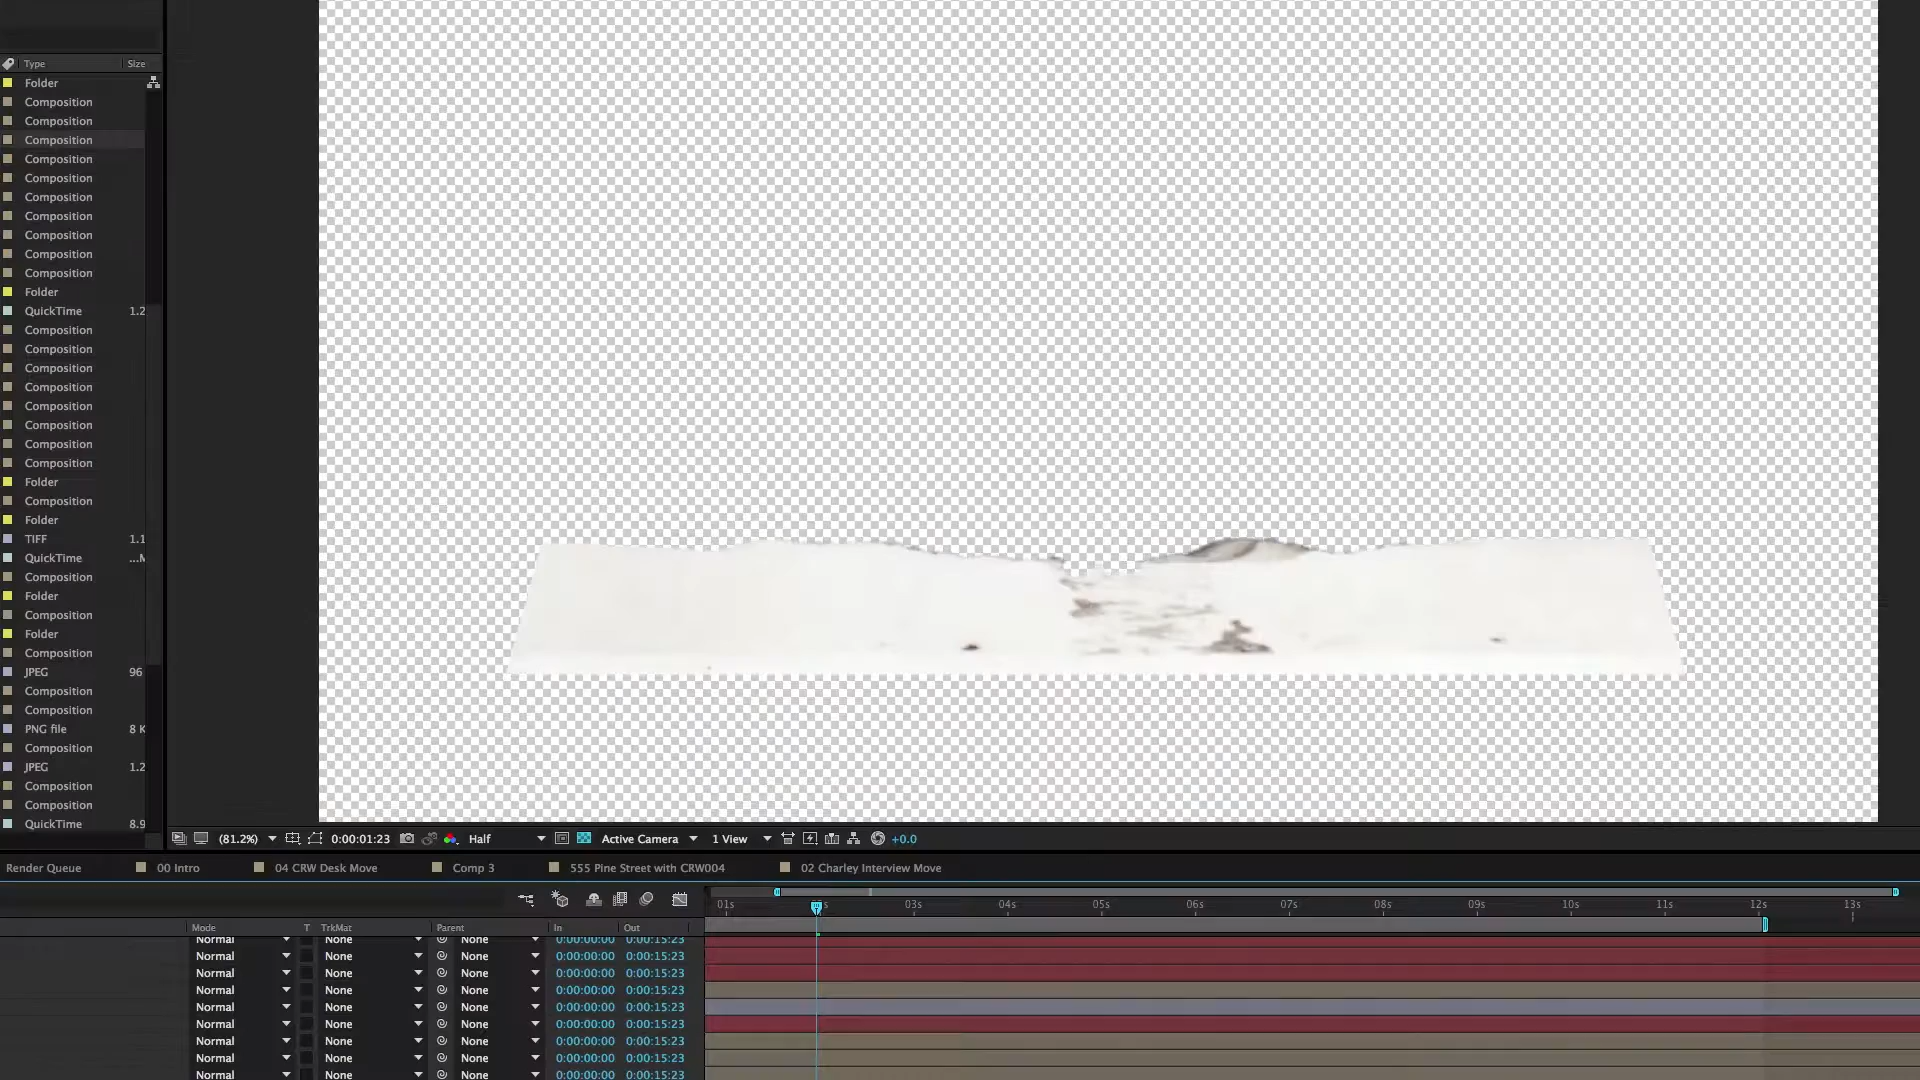 Type Size
Folder
Composition
Composition
Composition
Composition
Composition
Composition
Composition
Composition
Composition
Composition
Folder
QuickTime 1.2
Composition
Composition
Composition
Composition
Composition
Composition
Composition
Composition
Folder
Composition
Folder
TIFF 1.1
QuickTime ...M
Composition
Folder
Composition
Folder
Composition
JPEG 96
Composition
Composition
PNG file 8 K
Composition
JPEG 1.2
Composition
Composition
QuickTime 8.9
(81.2%) 0:00:01:23 Half Active Camera 1 View +0.0
Render Queue 00 Intro 04 CRW Desk Move Comp 3 555 Pine Street with CRW004 02 Charley Interview Move
01s 03s 04s 05s 06s 07s 08s 09s 10s 11s 12s 13s
Mode T TrkMat Parent In Out
Normal None None 0:00:00:00 0:00:15:23
Normal None None 0:00:00:00 0:00:15:23
Normal None None 0:00:00:00 0:00:15:23
Normal None None 0:00:00:00 0:00:15:23
Normal None None 0:00:00:00 0:00:15:23
Normal None None 0:00:00:00 0:00:15:23
Normal None None 0:00:00:00 0:00:15:23
Normal None None 0:00:00:00 0:00:15:23
Normal None None 0:00:00:00 0:00:15:23